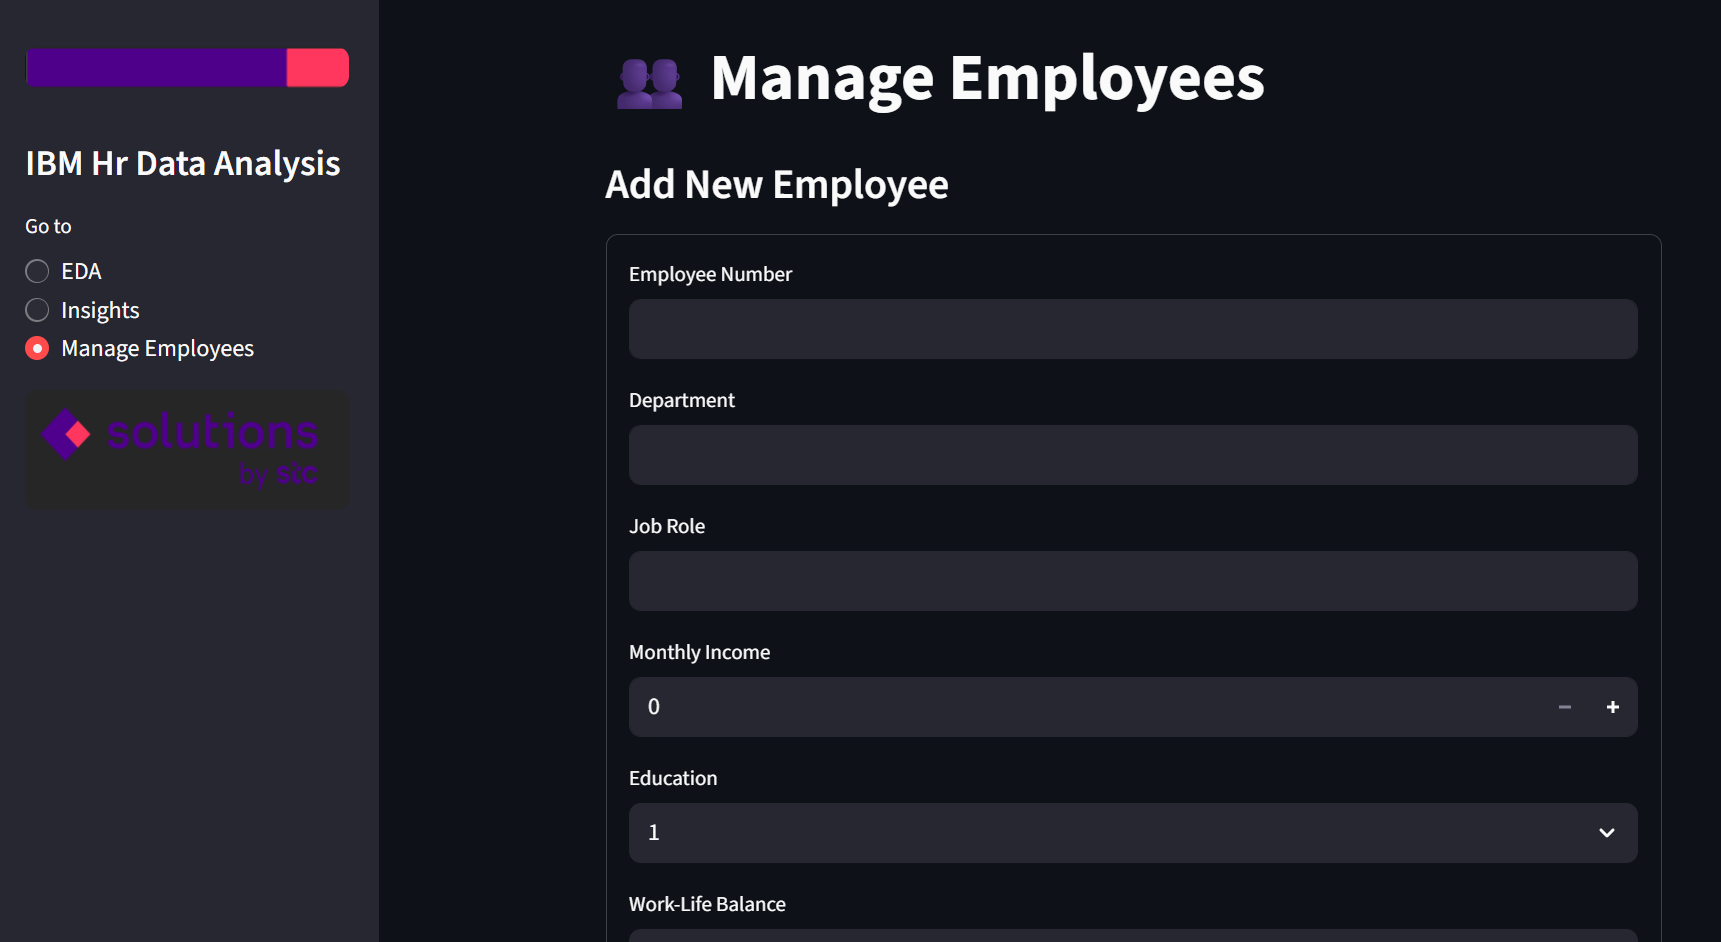 IBM Hr Data Analysis
Go to
EDA
Insights
Manage Employees
solutions
by stc
Manage Employees
Add New Employee
Employee Number
Department
Job Role
Monthly Income
0
Education
1
Work-Life Balance